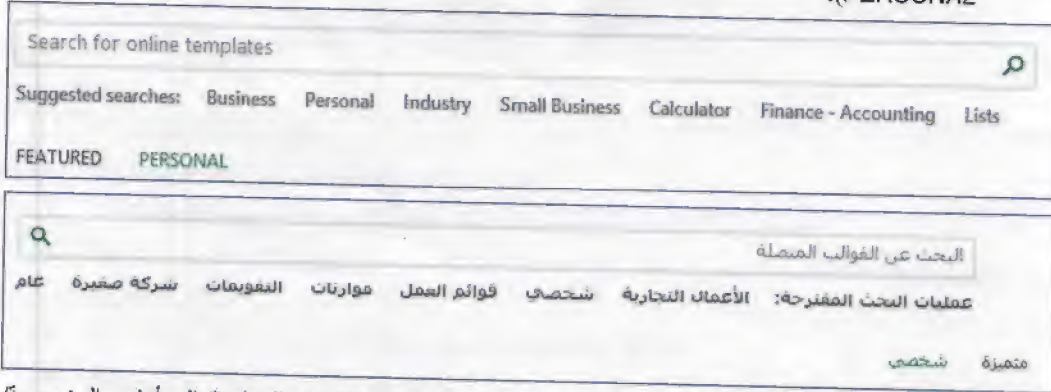 PERSONAL
Search for online templates
Suggested searches: Business Personal Industry Small Business Calculator Finance - Accounting Lists
FEATURED PERSONAL
البحث عن القوالب المتصلة
عمليات البحث المقترحة: الأعمال التجارية شخصي قوائم العمل موازنات التقويمات شركة صغيرة عام
متميزة شخصي